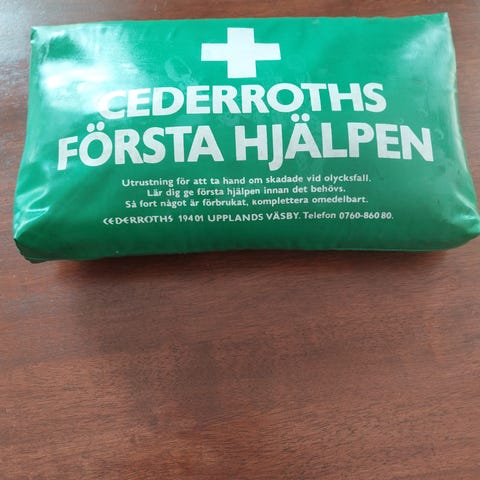 CEDERROTHS
FÖRSTA HJÄLPEN
Utrustning för att ta hand om skadade vid olycksfall.
Lär dig ge första hjälpen innan det behövs.
Så fort något är förbrukat, komplettera omedelbart.
CEDERROTHS 194 01 UPPLANDS VÄSBY. Telefon 0760-860 80.